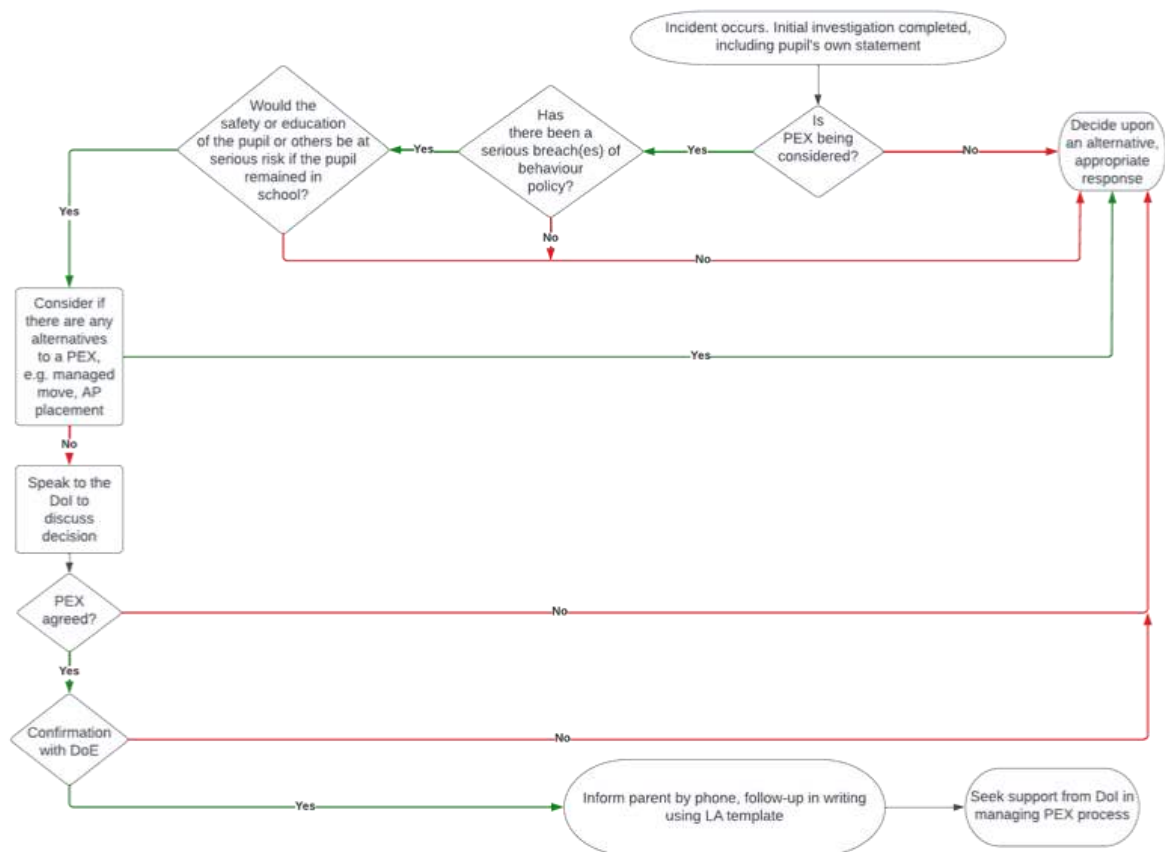 Incident occurs. Initial investigation completed,
including pupil's own statement
Is
PEX being
considered?
Yes
No
Decide upon
an alternative,
appropriate
response
Has
there been a
serious breach(es) of
behaviour
policy?
Yes
No
Would the
safety or education
of the pupil or others be at
serious risk if the pupil
remained in
school?
Yes
No
Consider if
there are any
alternatives
to a PEX,
e.g. managed
move, AP
placement
Yes
No
Speak to the
DoI to
discuss
decision
PEX
agreed?
No
Yes
Confirmation
with DoE
No
Yes
Inform parent by phone, follow-up in writing
using LA template
Seek support from DoI in
managing PEX process